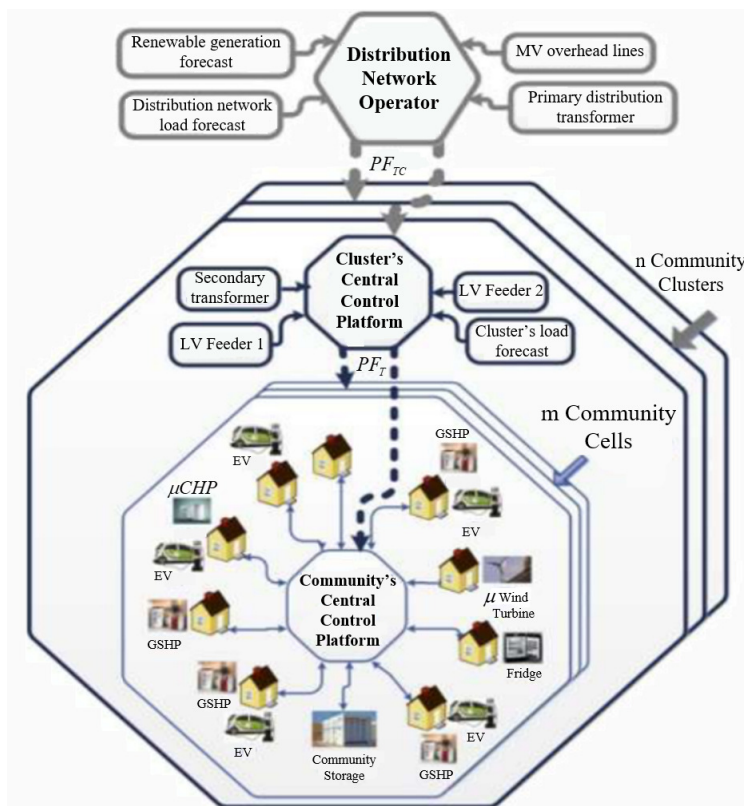 Renewable generation
forecast
Distribution
Network
Operator
MV overhead lines
Distribution network
load forecast
Primary distribution
transformer
PF_TC
n Community
Clusters
Secondary
transformer
Cluster's
Central
Control
Platform
LV Feeder 2
LV Feeder 1
Cluster's load
forecast
PF_T
m Community
Cells
EV
GSHP
μCHP
EV
EV
Community's
Central
Control
Platform
μ Wind
Turbine
GSHP
Fridge
GSHP
EV
Community
Storage
EV
GSHP